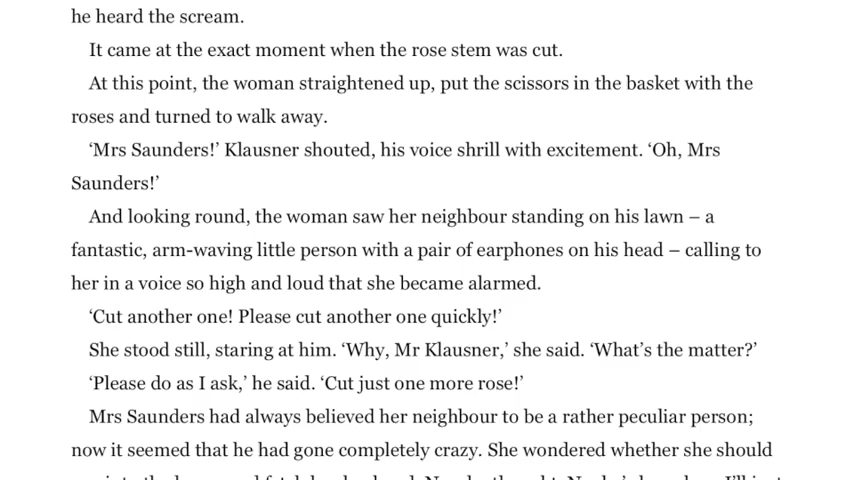 he heard the scream.
It came at the exact moment when the rose stem was cut.
At this point, the woman straightened up, put the scissors in the basket with the
roses and turned to walk away.
‘Mrs Saunders!’ Klausner shouted, his voice shrill with excitement. ‘Oh, Mrs
Saunders!’
And looking round, the woman saw her neighbour standing on his lawn – a
fantastic, arm-waving little person with a pair of earphones on his head – calling to
her in a voice so high and loud that she became alarmed.
‘Cut another one! Please cut another one quickly!’
She stood still, staring at him. ‘Why, Mr Klausner,’ she said. ‘What’s the matter?’
‘Please do as I ask,’ he said. ‘Cut just one more rose!’
Mrs Saunders had always believed her neighbour to be a rather peculiar person;
now it seemed that he had gone completely crazy. She wondered whether she should